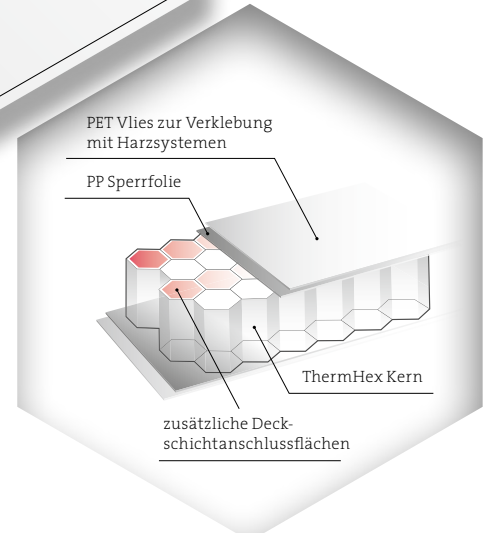 PET Vlies zur Verklebung
mit Harzsystemen
PP Sperrfolie
ThermHex Kern
zusätzliche Deck-
schichtanschlussflächen